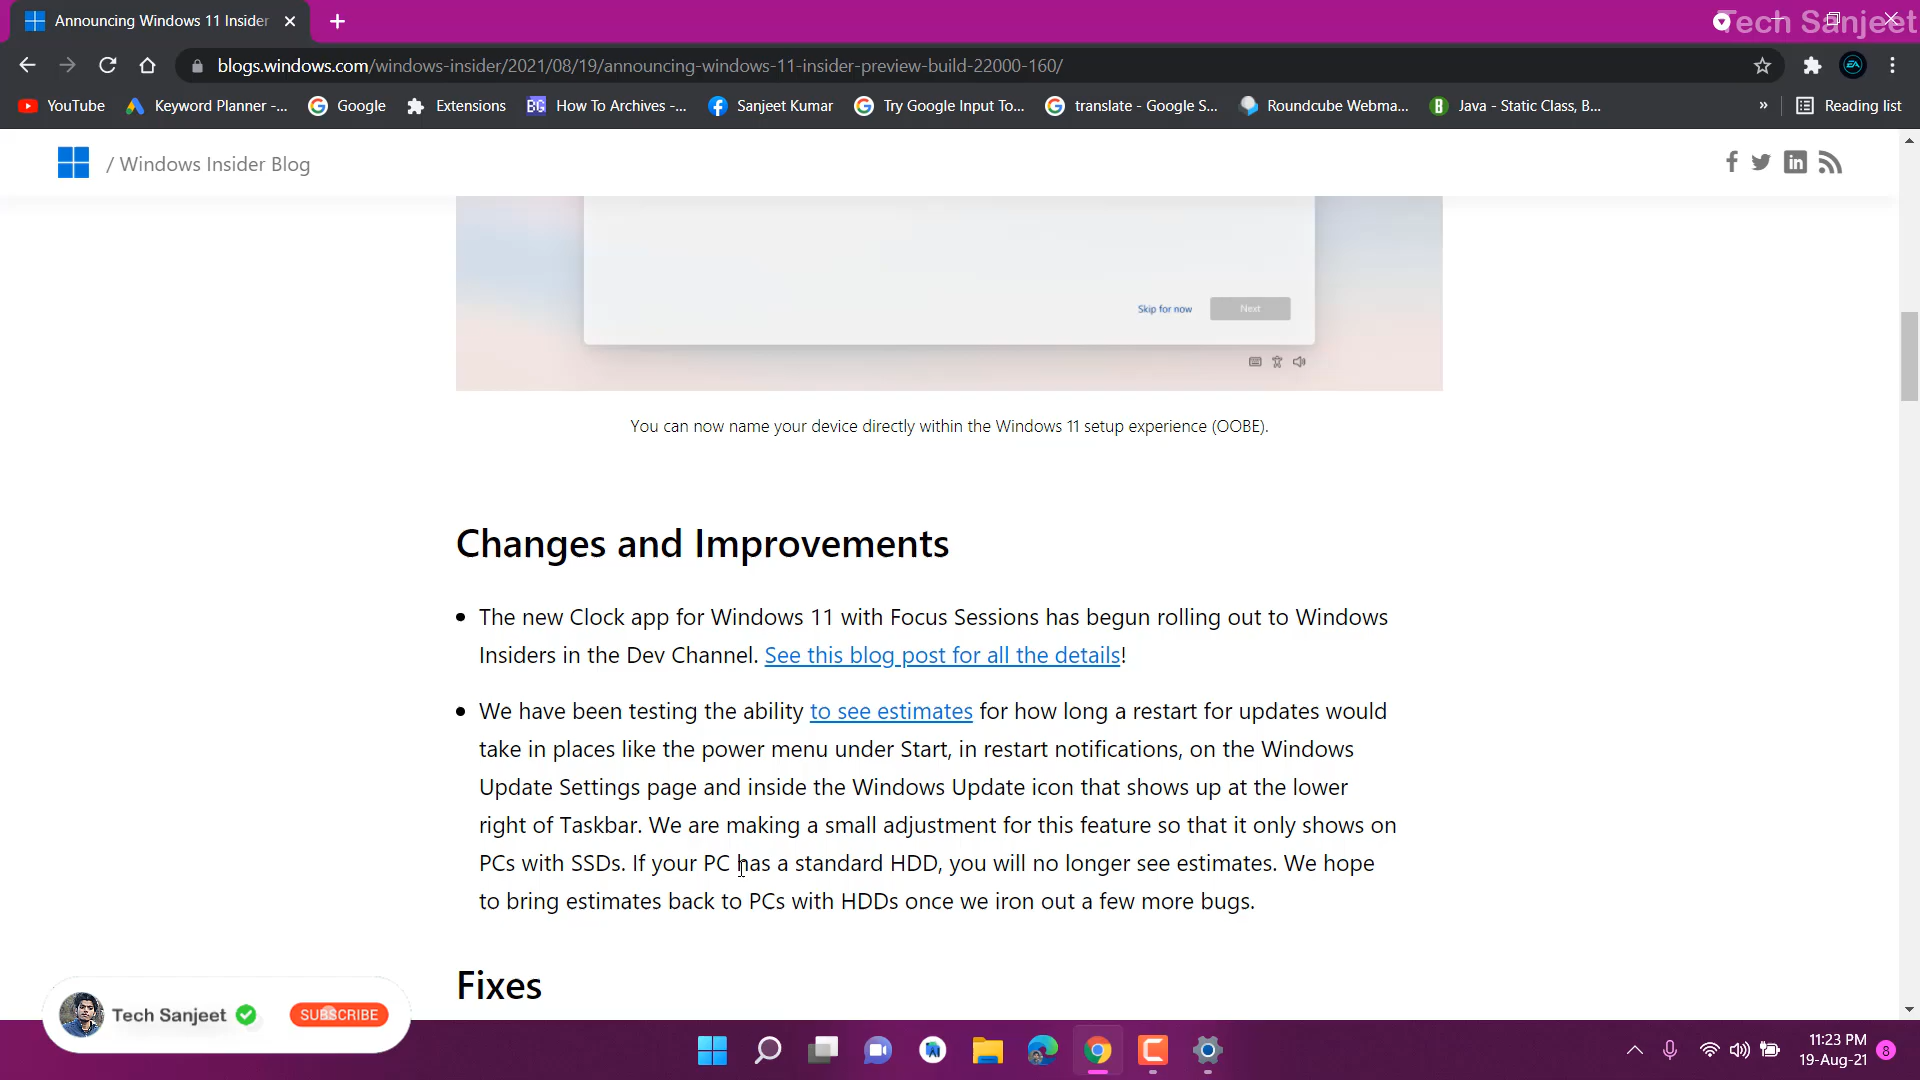 Announcing Windows 11 Insider
Tech Sanjeet
blogs.windows.com/windows-insider/2021/08/19/announcing-windows-11-insider-preview-build-22000-160/
YouTube
Keyword Planner -...
Google
Extensions
How To Archives -...
Sanjeet Kumar
Try Google Input To...
translate - Google S...
Roundcube Webma...
Java - Static Class, B...
»
Reading list
/ Windows Insider Blog
Skip for now
Next
You can now name your device directly within the Windows 11 setup experience (OOBE).
Changes and Improvements
• The new Clock app for Windows 11 with Focus Sessions has begun rolling out to Windows
Insiders in the Dev Channel. See this blog post for all the details!
• We have been testing the ability to see estimates for how long a restart for updates would
take in places like the power menu under Start, in restart notifications, on the Windows
Update Settings page and inside the Windows Update icon that shows up at the lower
right of Taskbar. We are making a small adjustment for this feature so that it only shows on
PCs with SSDs. If your PC has a standard HDD, you will no longer see estimates. We hope
to bring estimates back to PCs with HDDs once we iron out a few more bugs.
Fixes
Tech Sanjeet
SUBSCRIBE
11:23 PM
19-Aug-21
8